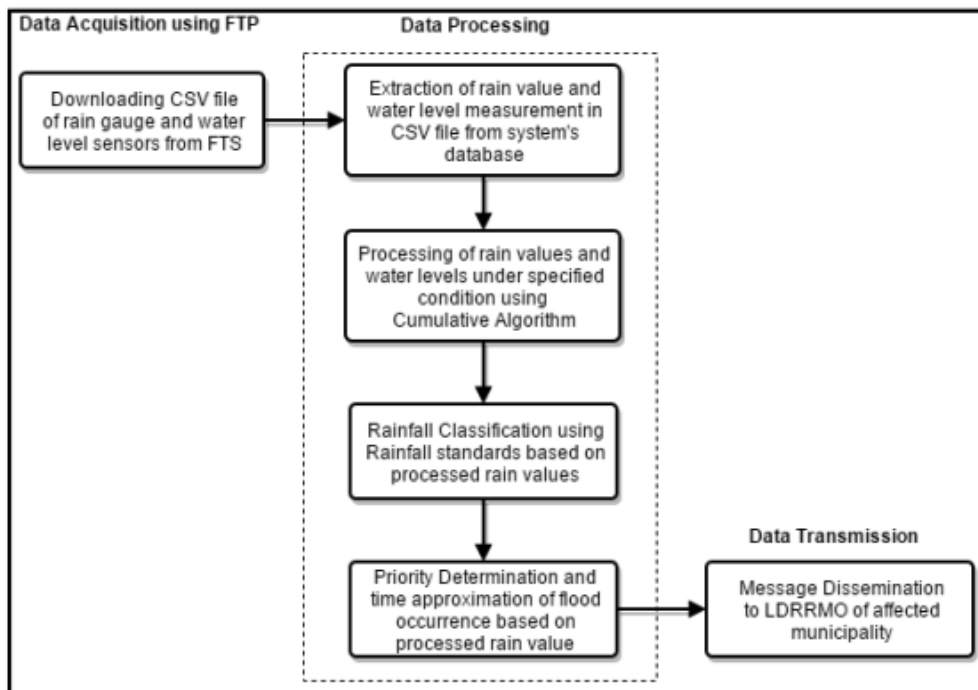 Data Acquisition using FTP
Downloading CSV file
of rain gauge and water
level sensors from FTS
Data Processing
Extraction of rain value and
water level measurement in
CSV file from system's
database
Processing of rain values and
water levels under specified
condition using
Cumulative Algorithm
Rainfall Classification using
Rainfall standards based on
processed rain values
Priority Determination and
time approximation of flood
occurrence based on
processed rain value
Data Transmission
Message Dissemination
to LDRRMO of affected
municipality